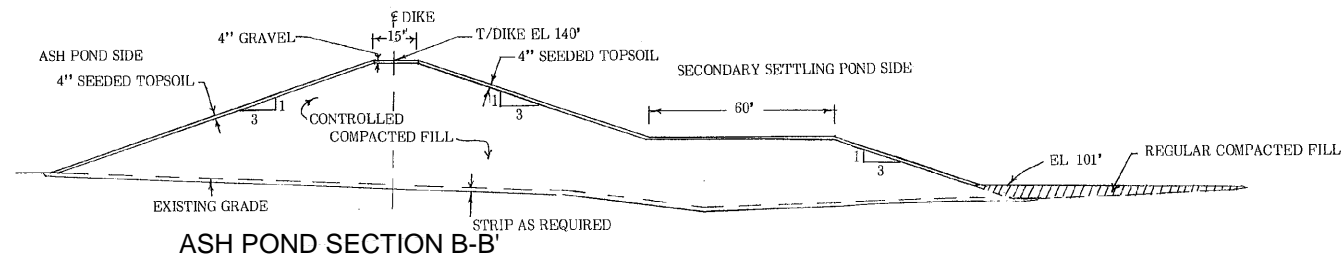 ℄ DIKE
4" GRAVEL
15'
T/DIKE EL 140'
ASH POND SIDE
4" SEEDED TOPSOIL
SECONDARY SETTLING POND SIDE
4" SEEDED TOPSOIL
60'
1
3
1
3
CONTROLLED
COMPACTED FILL
1
3
EL 101'
REGULAR COMPACTED FILL
EXISTING GRADE
STRIP AS REQUIRED
ASH POND SECTION B-B'